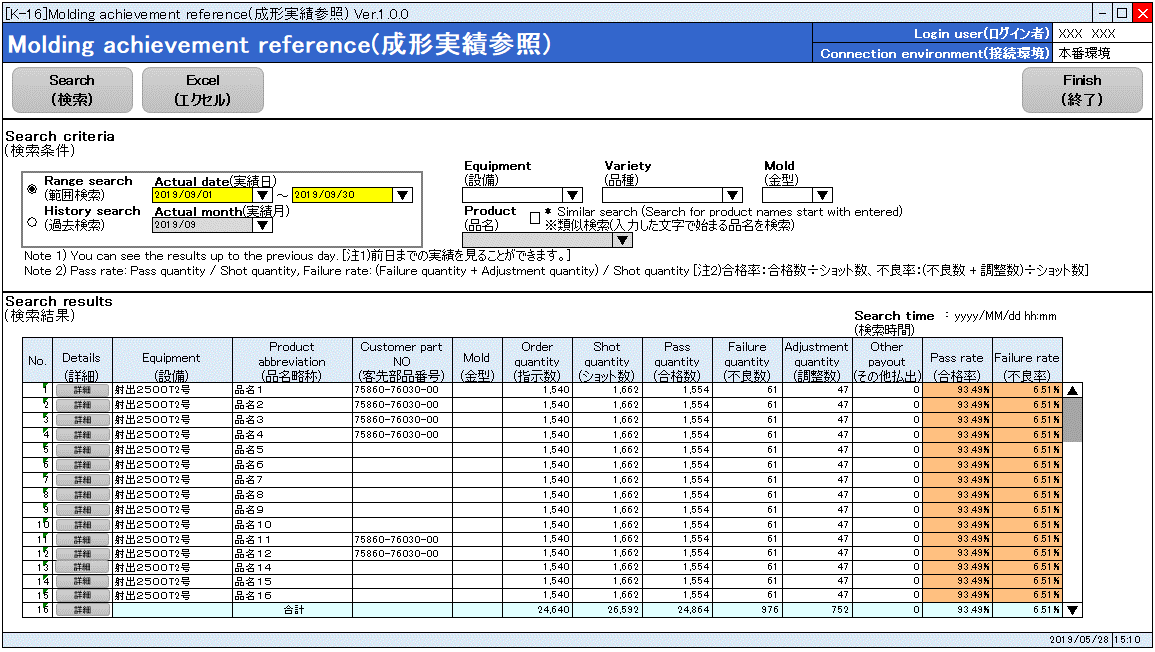 [K-16]Molding achievement reference(成形実績参照) Ver.1.0.0
Molding achievement reference(成形実績参照)
Login user(ログイン者) XXX XXX
Connection environment(接続環境) 本番環境
Search Excel Finish
(検索) (エクセル) (終了)
Search criteria
(検索条件)
Equipment Variety Mold
(設備) (品種) (金型)
Range search Actual date(実績日)
(範囲検索) 2019/09/01 ～ 2019/09/30
History search Actual month(実績月)
(過去検索) 2019/09
Product * Similar search (Search for product names start with entered)
(品名) ※類似検索(入力した文字で始まる品名を検索)
Note 1) You can see the results up to the previous day. [注1)前日までの実績を見ることができます。]
Note 2) Pass rate: Pass quantity / Shot quantity, Failure rate: (Failure quantity + Adjustment quantity) / Shot quantity [注2)合格率：合格数÷ショット数、不良率：(不良数 + 調整数)÷ショット数]
Search results
(検索結果)
Search time : yyyy/MM/dd hh:mm
(検索時間)
No. Details (詳細) Equipment (設備) Product abbreviation (品名略称) Customer part NO (客先部品番号) Mold (金型) Order quantity (指示数) Shot quantity (ショット数) Pass quantity (合格数) Failure quantity (不良数) Adjustment quantity (調整数) Other payout (その他払出) Pass rate (合格率) Failure rate (不良率)
1 詳細 射出2500T2号 品名1 75860-76030-00 1,540 1,662 1,554 61 47 0 93.49% 6.51%
2 詳細 射出2500T2号 品名2 75860-76030-00 1,540 1,662 1,554 61 47 0 93.49% 6.51%
3 詳細 射出2500T2号 品名3 75860-76030-00 1,540 1,662 1,554 61 47 0 93.49% 6.51%
4 詳細 射出2500T2号 品名4 75860-76030-00 1,540 1,662 1,554 61 47 0 93.49% 6.51%
5 詳細 射出2500T2号 品名5 1,540 1,662 1,554 61 47 0 93.49% 6.51%
6 詳細 射出2500T2号 品名6 1,540 1,662 1,554 61 47 0 93.49% 6.51%
7 詳細 射出2500T2号 品名7 1,540 1,662 1,554 61 47 0 93.49% 6.51%
8 詳細 射出2500T2号 品名8 1,540 1,662 1,554 61 47 0 93.49% 6.51%
9 詳細 射出2500T2号 品名9 1,540 1,662 1,554 61 47 0 93.49% 6.51%
10 詳細 射出2500T2号 品名10 1,540 1,662 1,554 61 47 0 93.49% 6.51%
11 詳細 射出2500T2号 品名11 75860-76030-00 1,540 1,662 1,554 61 47 0 93.49% 6.51%
12 詳細 射出2500T2号 品名12 75860-76030-00 1,540 1,662 1,554 61 47 0 93.49% 6.51%
13 詳細 射出2500T2号 品名14 1,540 1,662 1,554 61 47 0 93.49% 6.51%
14 詳細 射出2500T2号 品名15 1,540 1,662 1,554 61 47 0 93.49% 6.51%
15 詳細 射出2500T2号 品名16 1,540 1,662 1,554 61 47 0 93.49% 6.51%
16 詳細 合計 24,640 26,592 24,864 976 752 0 93.49% 6.51%
2019/05/28 15:10